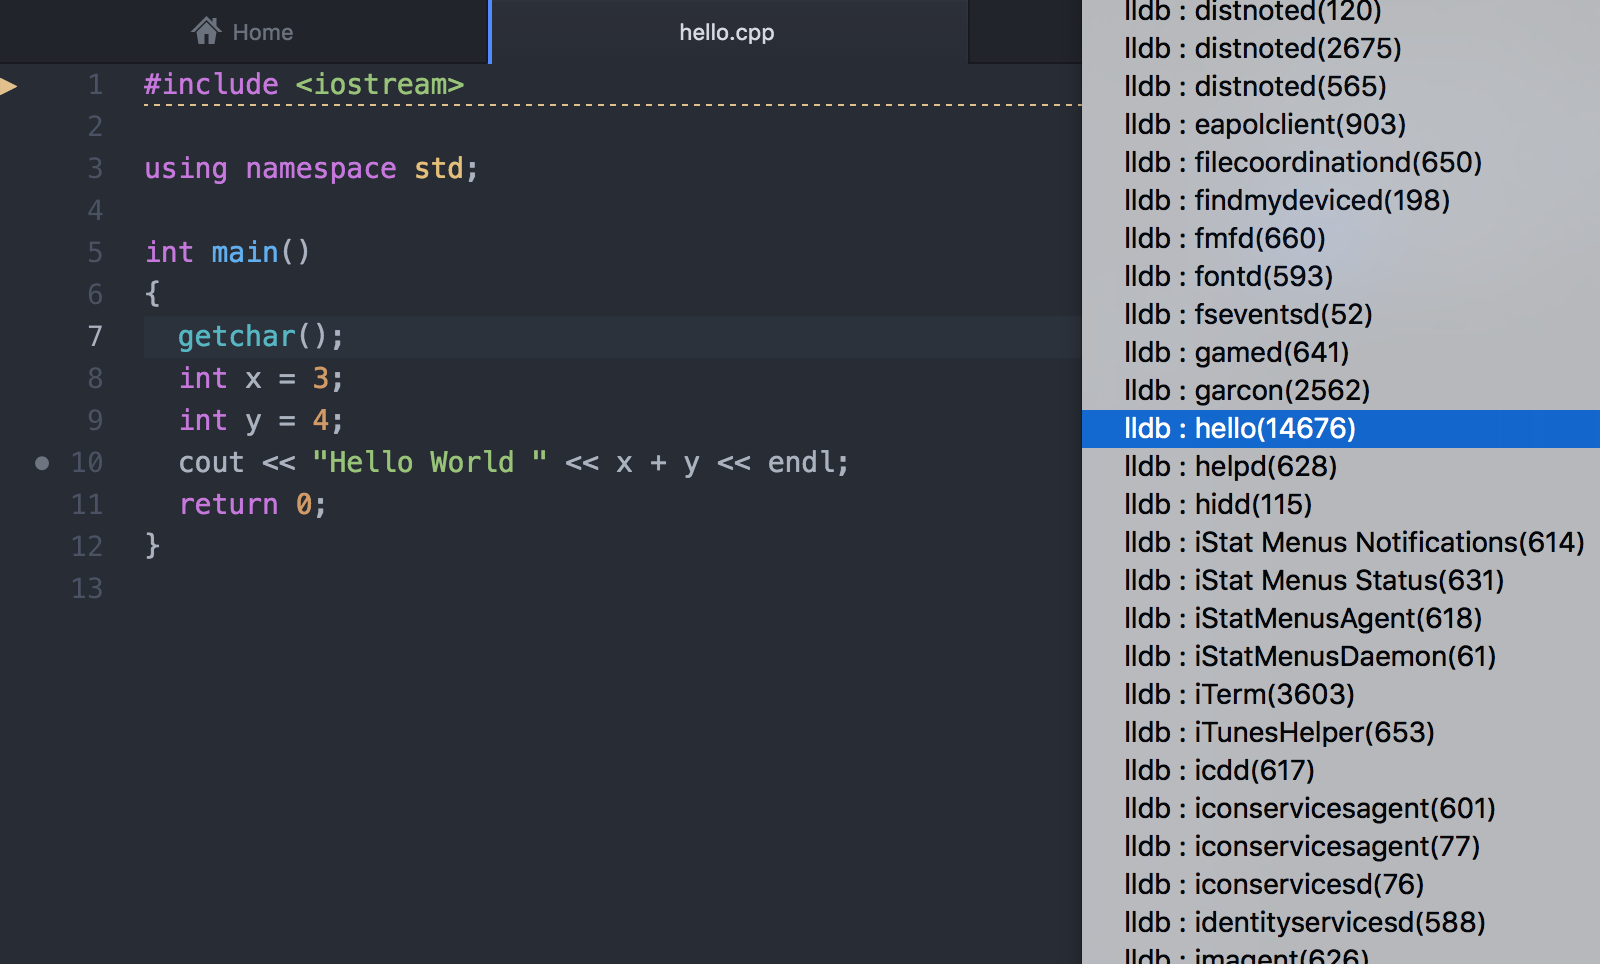 Home
hello.cpp
1 #include <iostream>
2
3 using namespace std;
4
5 int main()
6 {
7 getchar();
8 int x = 3;
9 int y = 4;
10 cout << "Hello World " << x + y << endl;
11 return 0;
12 }
13
lldb : distnoted(120)
lldb : distnoted(2675)
lldb : distnoted(565)
lldb : eapolclient(903)
lldb : filecoordinationd(650)
lldb : findmydeviced(198)
lldb : fmfd(660)
lldb : fontd(593)
lldb : fseventsd(52)
lldb : gamed(641)
lldb : garcon(2562)
lldb : hello(14676)
lldb : helpd(628)
lldb : hidd(115)
lldb : iStat Menus Notifications(614)
lldb : iStat Menus Status(631)
lldb : iStatMenusAgent(618)
lldb : iStatMenusDaemon(61)
lldb : iTerm(3603)
lldb : iTunesHelper(653)
lldb : icdd(617)
lldb : iconservicesagent(601)
lldb : iconservicesagent(77)
lldb : iconservicesd(76)
lldb : identityservicesd(588)
lldb : imagent(626)